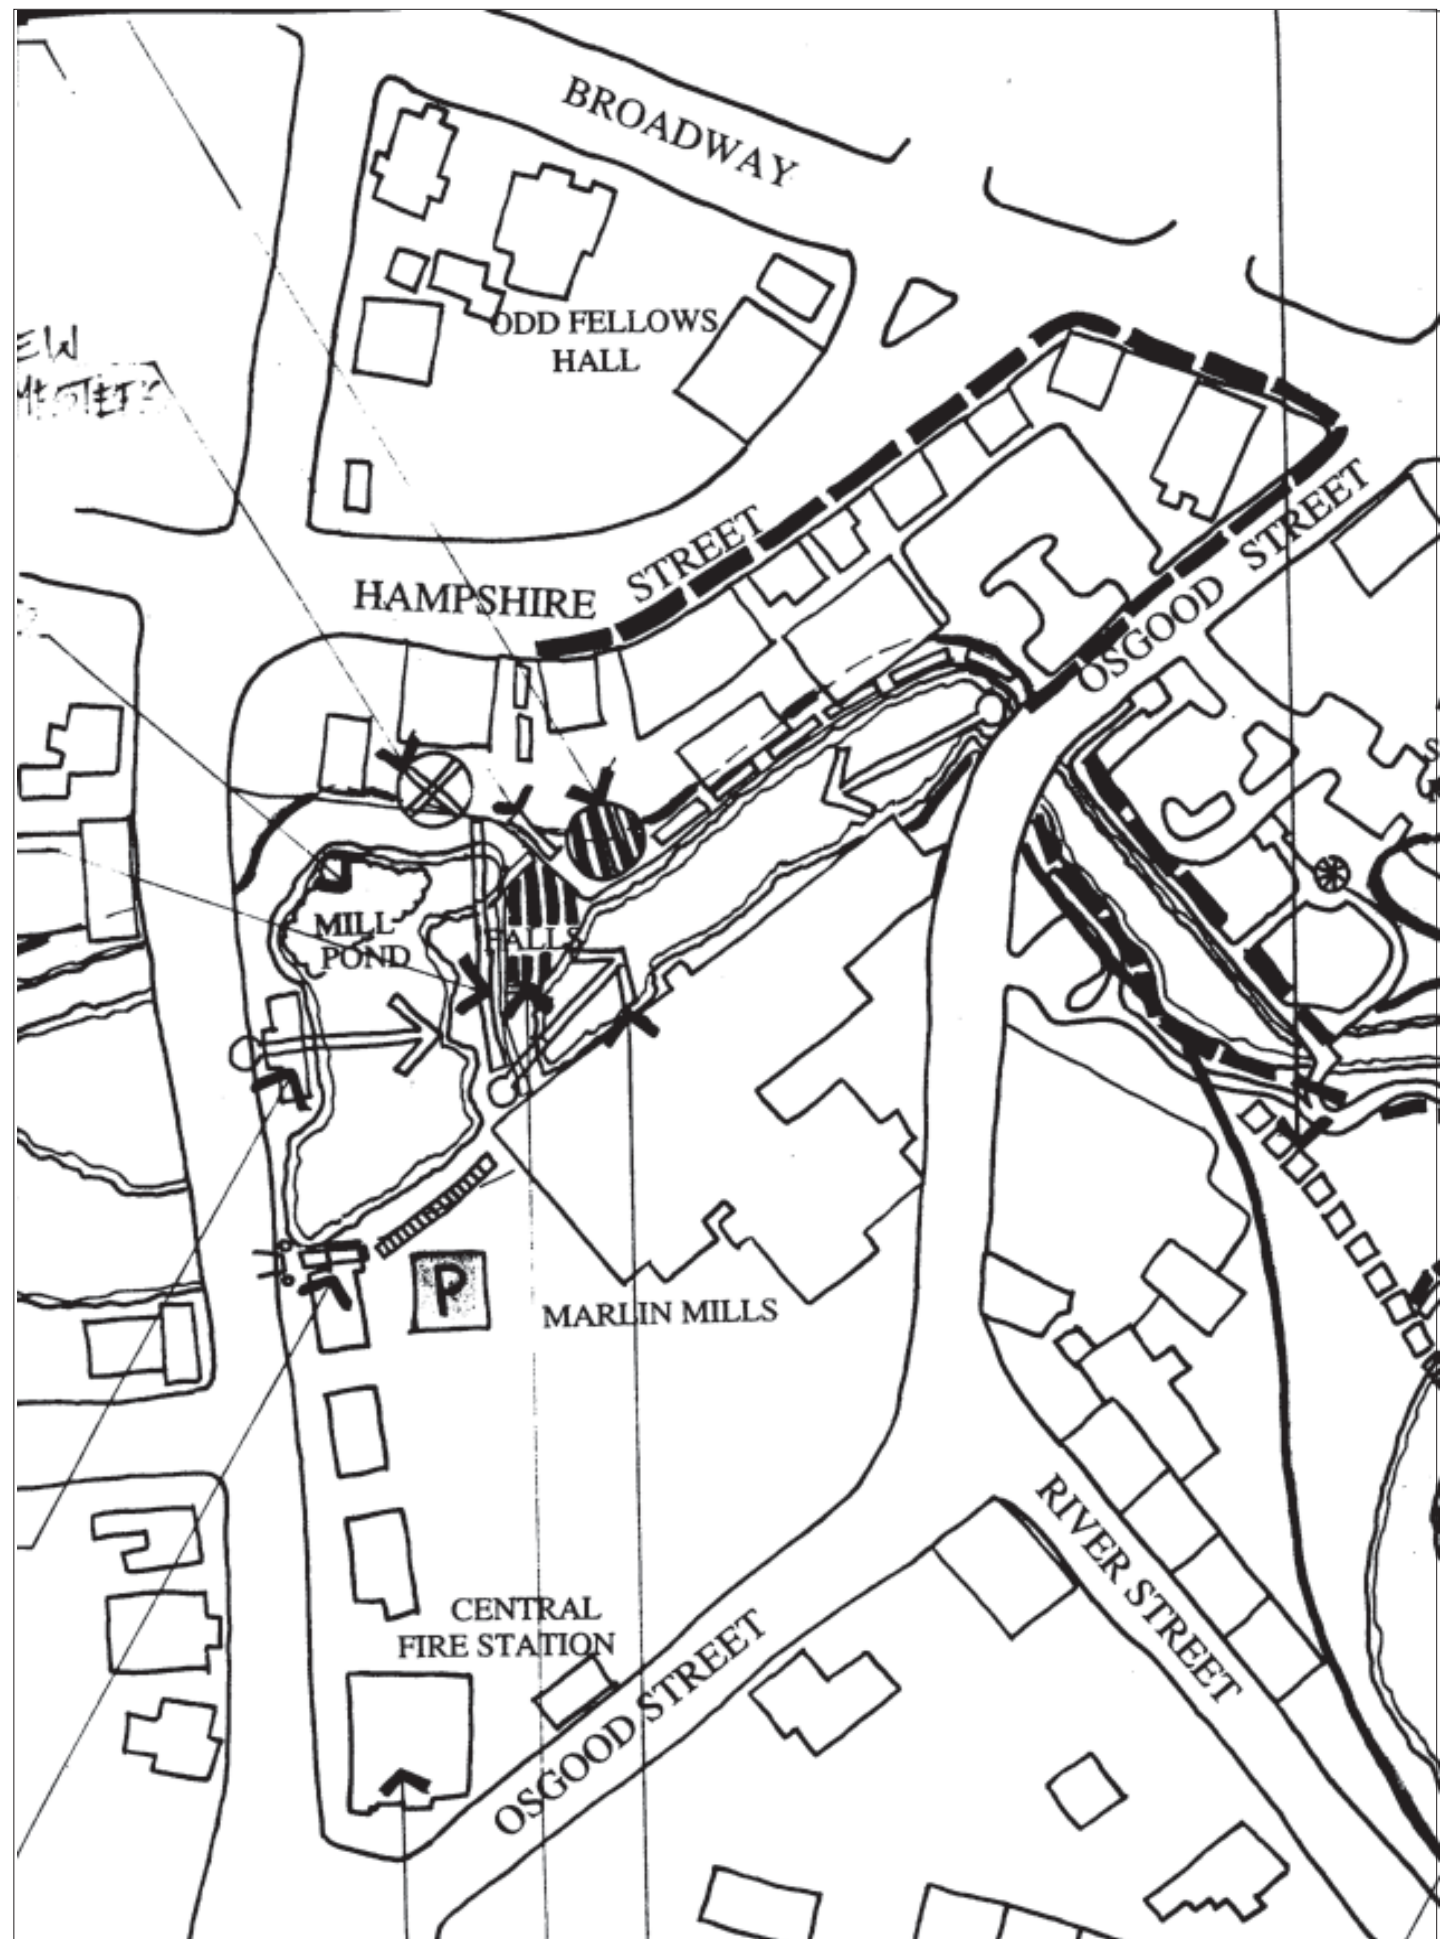 BROADWAY
ODD FELLOWS
HALL
HAMPSHIRE STREET
OSGOOD STREET
MILL
POND
FALLS
P
MARLIN MILLS
RIVER STREET
CENTRAL
FIRE STATION
OSGOOD STREET